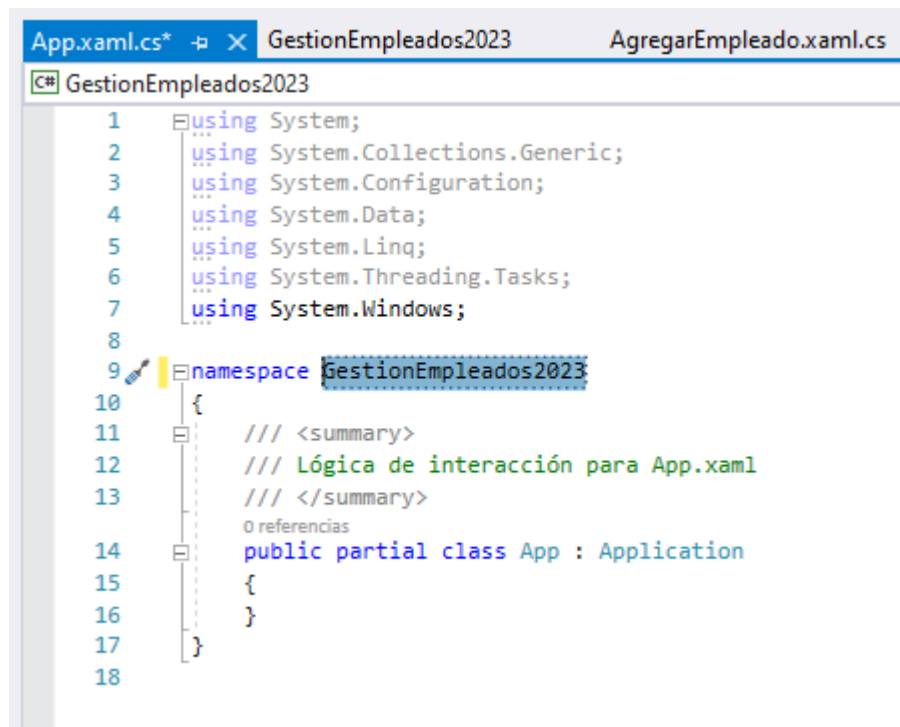 App.xaml.cs* GestionEmpleados2023 AgregarEmpleado.xaml.cs
C# GestionEmpleados2023
1 using System;
2 using System.Collections.Generic;
3 using System.Configuration;
4 using System.Data;
5 using System.Linq;
6 using System.Threading.Tasks;
7 using System.Windows;
8
9 namespace GestionEmpleados2023
10 {
11 /// <summary>
12 /// Lógica de interacción para App.xaml
13 /// </summary>
0 referencias
14 public partial class App : Application
15 {
16 }
17 }
18